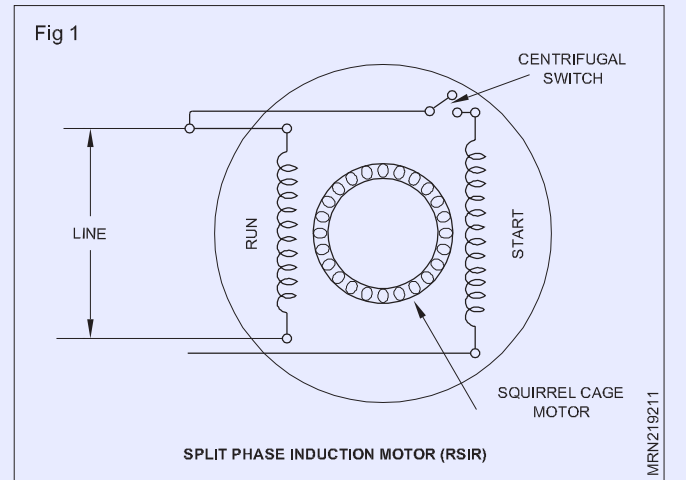 Fig 1
CENTRIFUGAL
SWITCH
LINE
RUN
START
SQUIRREL CAGE
MOTOR
SPLIT PHASE INDUCTION MOTOR (RSIR)
MRN219211